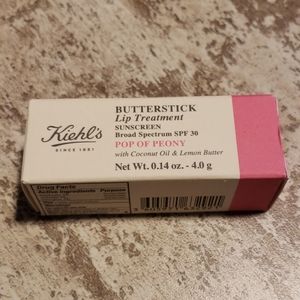 Kiehl's
SINCE 1851
BUTTERSTICK
Lip Treatment
SUNSCREEN
Broad Spectrum SPF 30
POP OF PEONY
with Coconut Oil & Lemon Butter
Net Wt. 0.14 oz. - 4.0 g
Drug Facts
Active Ingredients Purpose